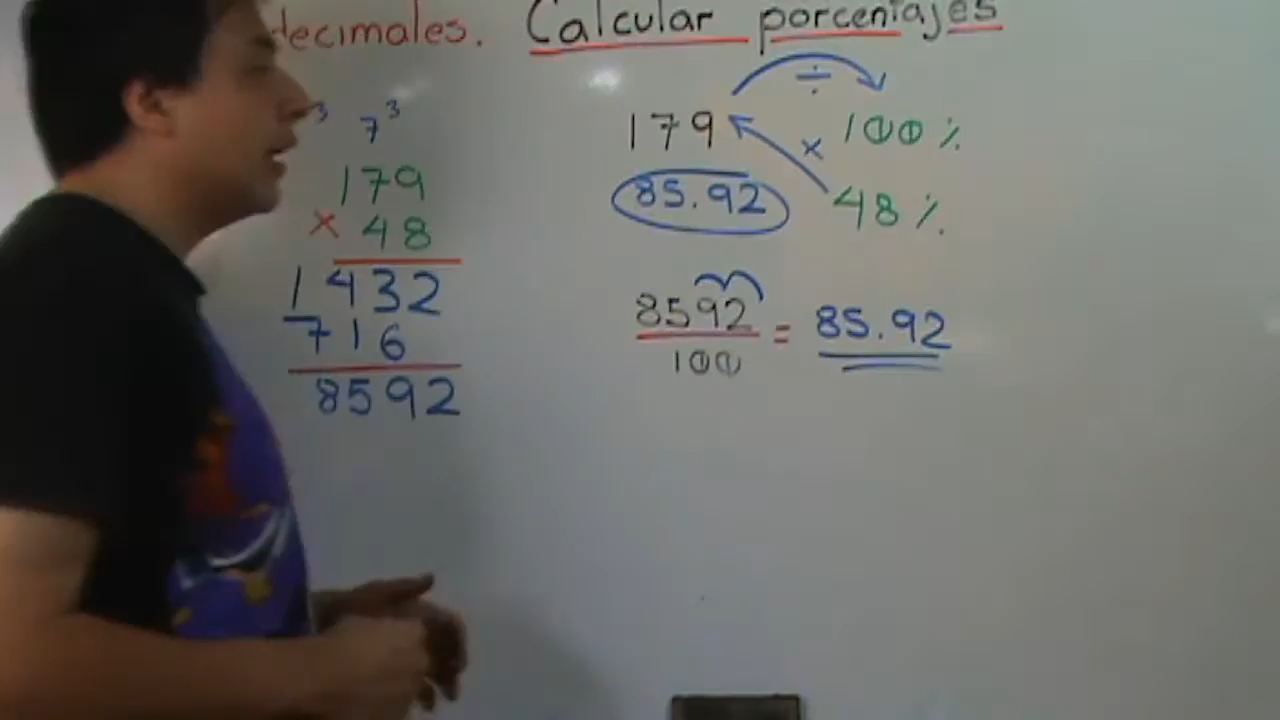 decimales. Calcular porcentajes
3 7 3
179
× 48
1432
716
8592
÷
179 100 %
×
85.92 48 %
8592
100
= 85.92